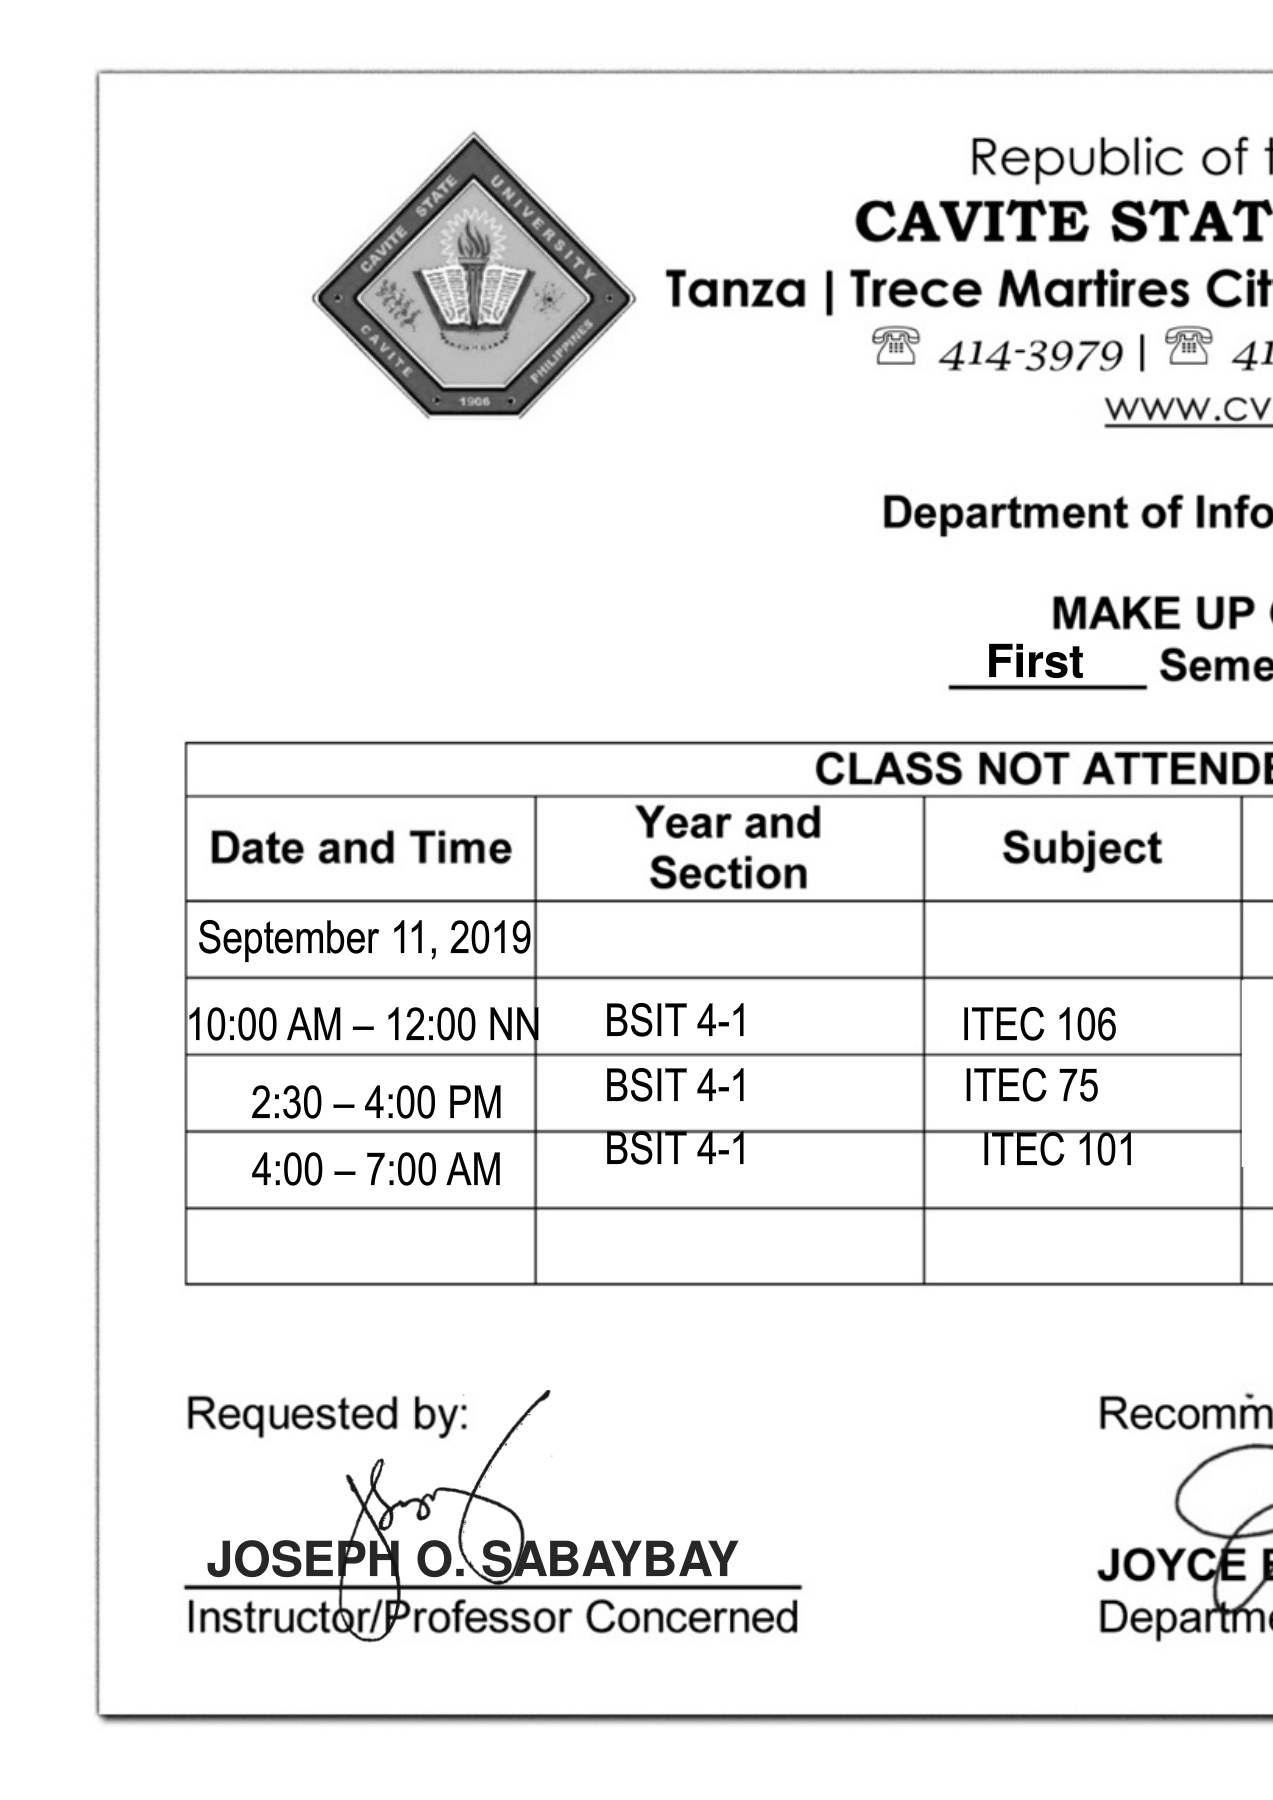 CAVITE STATE UNIVERSITY
CAVITE PHILIPPINES
1906
Republic of t
CAVITE STAT
Tanza | Trece Martires Cit
☏ 414-3979 | ☏ 41
www.cv
Department of Info
MAKE UP
First Seme
CLASS NOT ATTENDE
Date and Time Year and Section Subject
September 11, 2019
10:00 AM – 12:00 NN BSIT 4-1 ITEC 106
2:30 – 4:00 PM BSIT 4-1 ITEC 75
4:00 – 7:00 AM BSIT 4-1 ITEC 101
Requested by: Recomm
JOSEPH O. SABAYBAY JOYCE
Instructor/Professor Concerned Departme